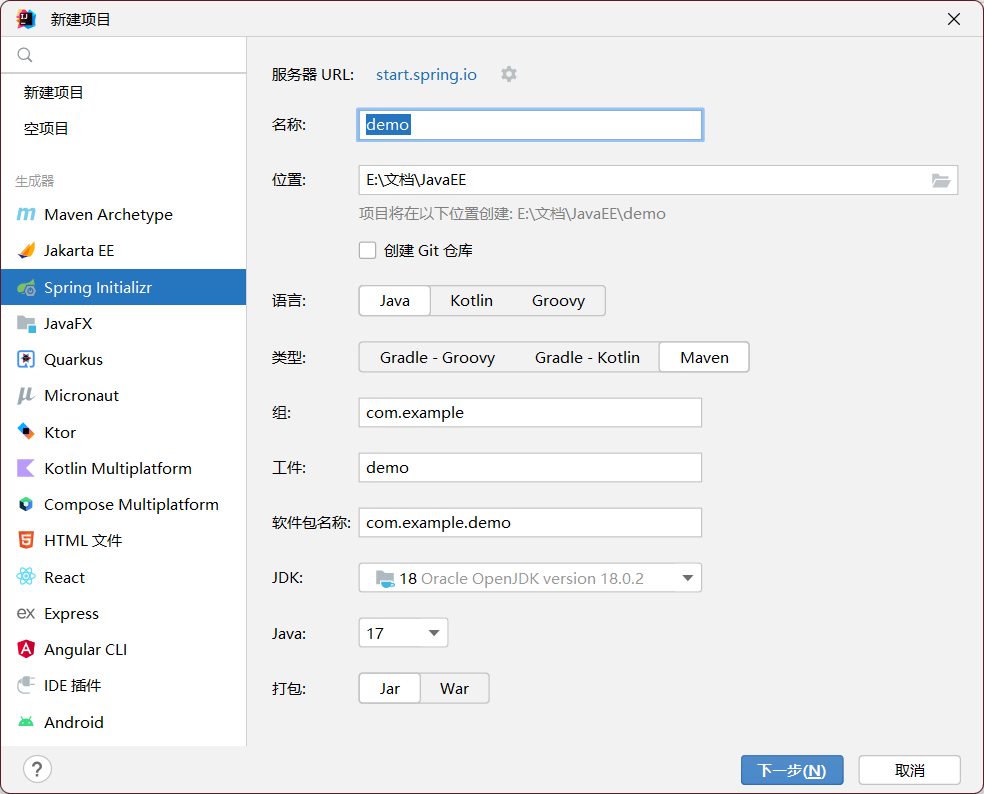 新建项目
新建项目
空项目
生成器
Maven Archetype
Jakarta EE
Spring Initializr
JavaFX
Quarkus
Micronaut
Ktor
Kotlin Multiplatform
Compose Multiplatform
HTML 文件
React
Express
Angular CLI
IDE 插件
Android
服务器 URL: start.spring.io
名称: demo
位置: E:\文档\JavaEE
项目将在以下位置创建: E:\文档\JavaEE\demo
创建 Git 仓库
语言: Java Kotlin Groovy
类型: Gradle - Groovy Gradle - Kotlin Maven
组: com.example
工件: demo
软件包名称: com.example.demo
JDK: 18 Oracle OpenJDK version 18.0.2
Java: 17
打包: Jar War
? 下一步(N) 取消